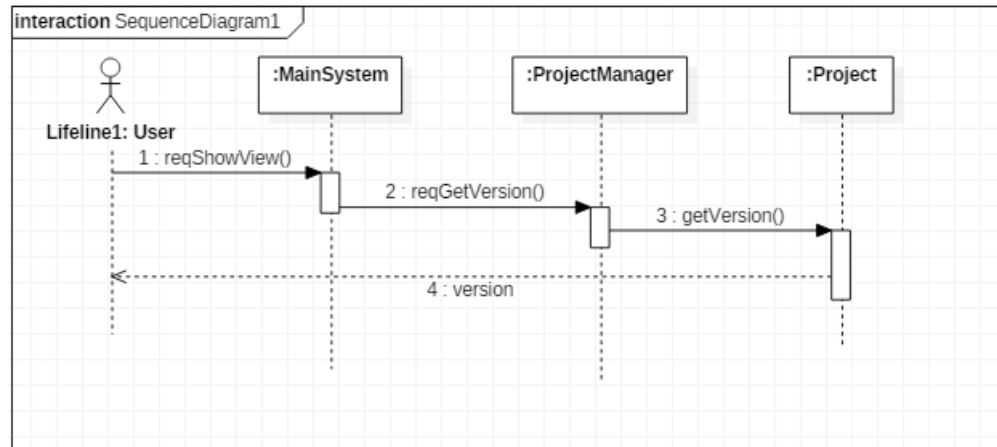 interaction SequenceDiagram1
:MainSystem
:ProjectManager
:Project
Lifeline1: User
1 : reqShowView()
2 : reqGetVersion()
3 : getVersion()
4 : version